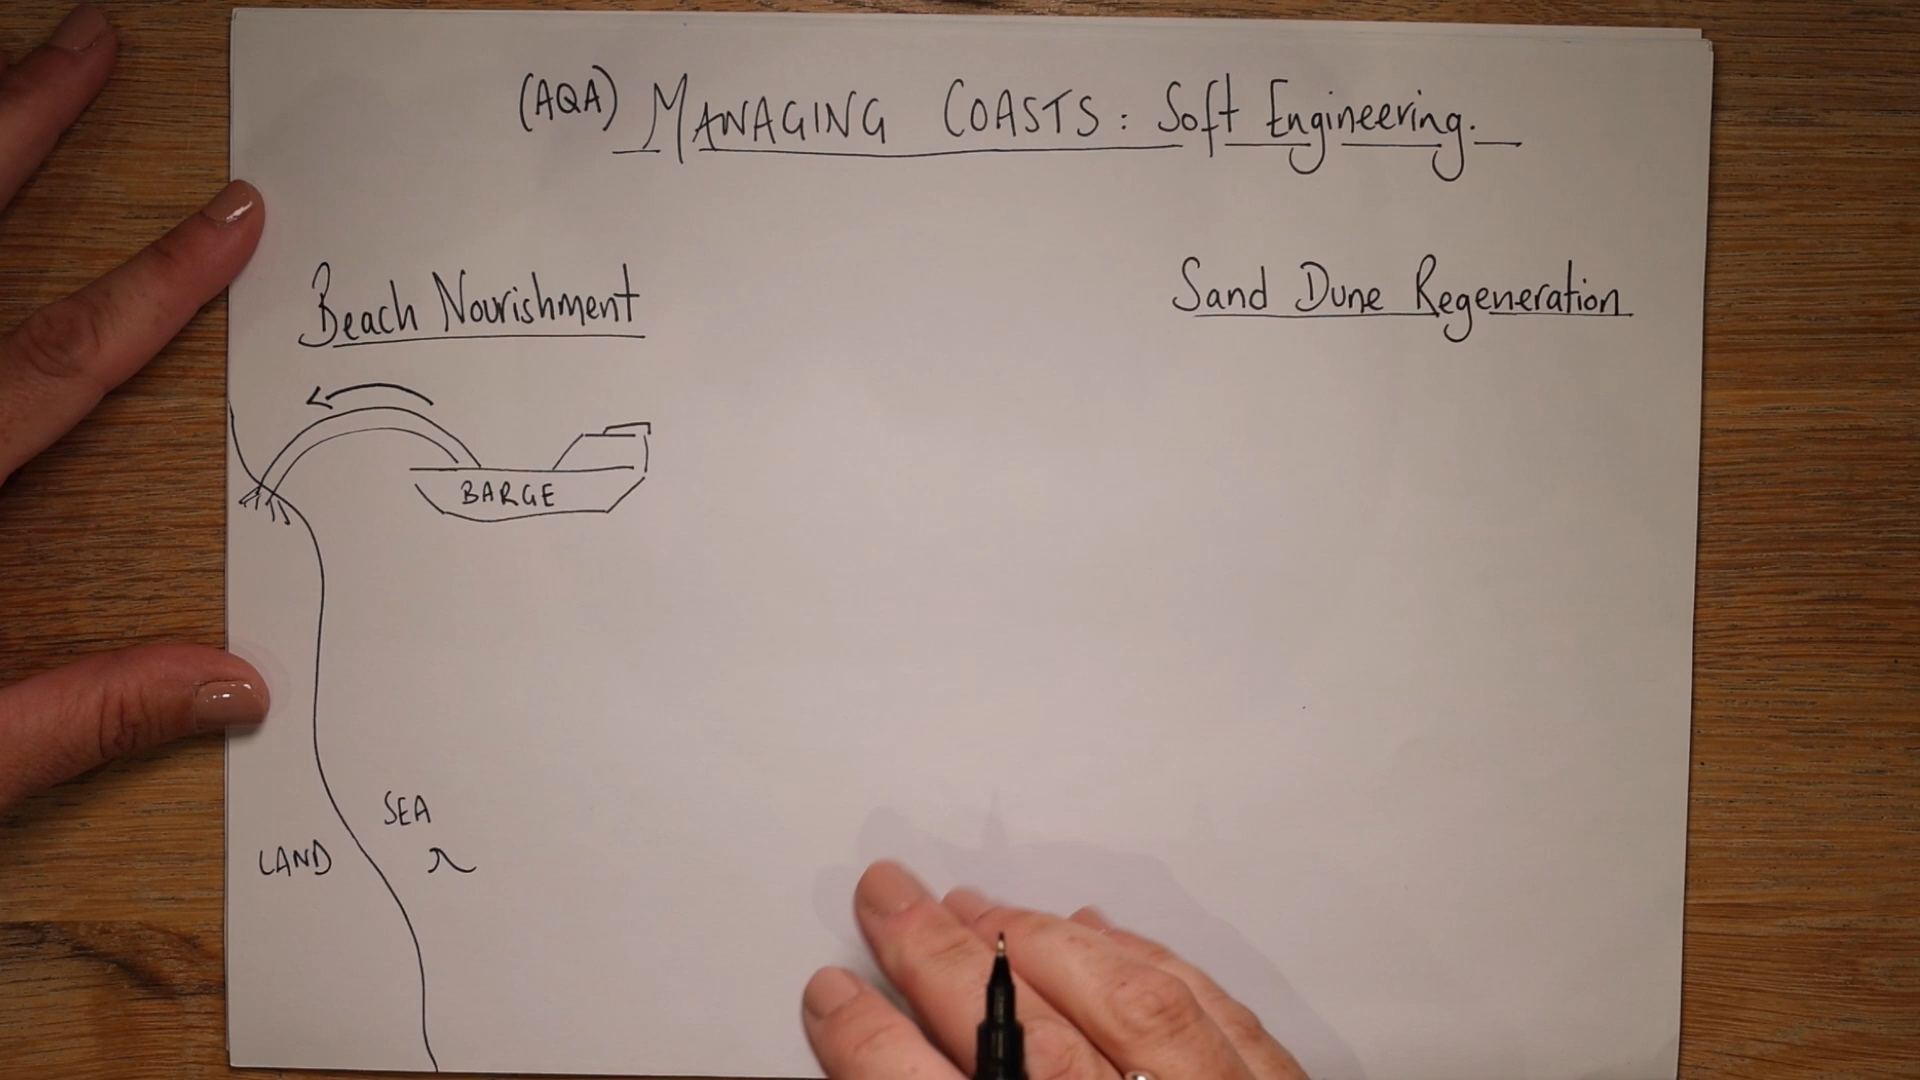 (AQA) MANAGING COASTS: Soft Engineering.
Beach Nourishment
Sand Dune Regeneration
BARGE
SEA
LAND